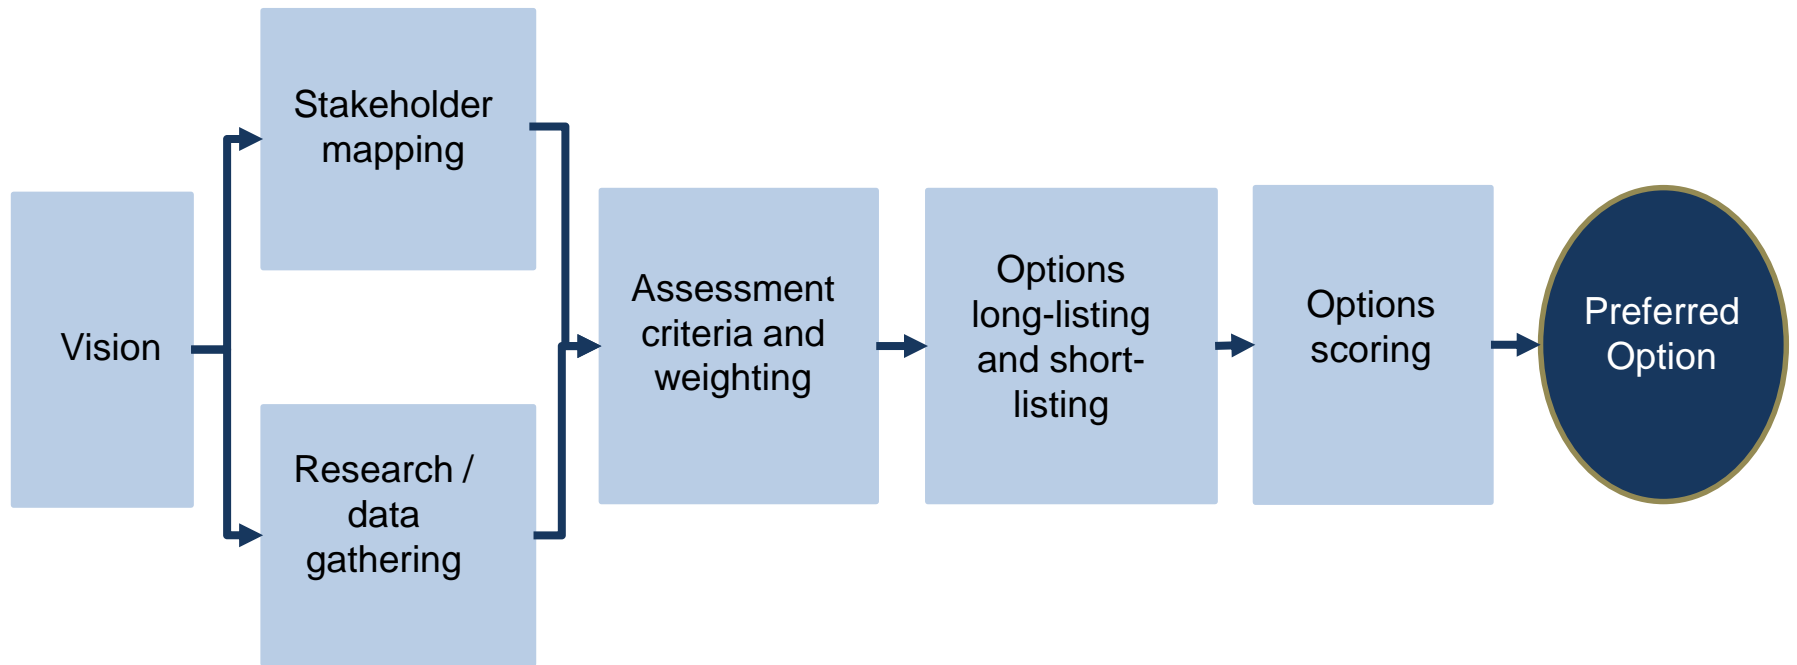 Vision
Stakeholder
mapping
Research /
data
gathering
Assessment
criteria and
weighting
Options
long-listing
and short-
listing
Options
scoring
Preferred
Option